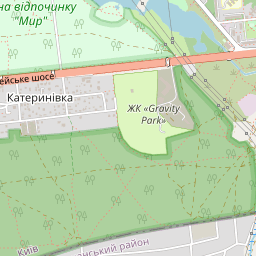 на відпочинку
"Мир"
ейське шосе
Катеринівка
ЖК «Gravity
Park»
Київ
нський район